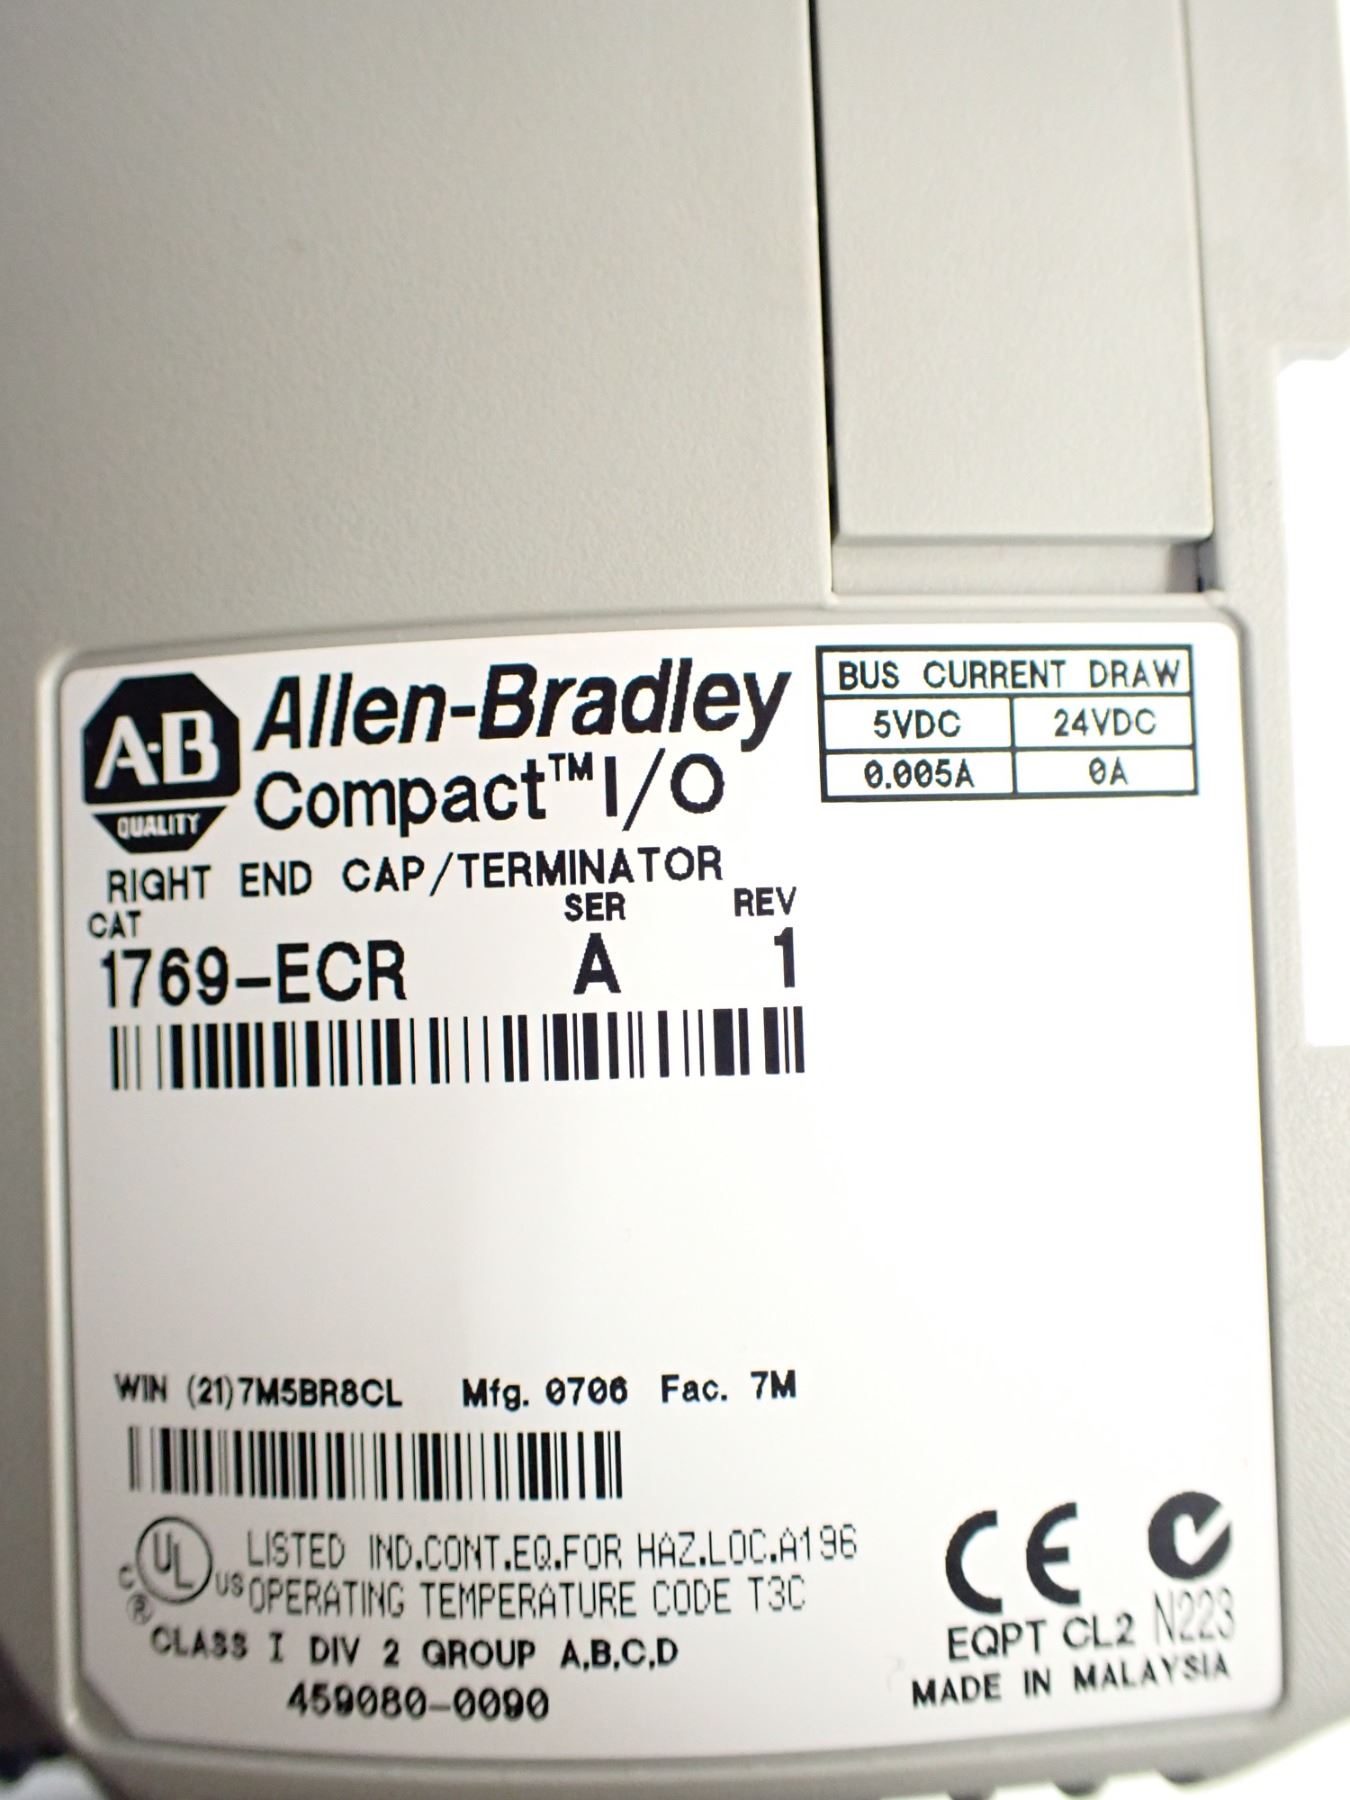 A-B
QUALITY
Allen-Bradley
Compact™ I/O
BUS CURRENT DRAW
5VDC 24VDC
0.005A 0A
RIGHT END CAP/TERMINATOR
CAT SER REV
1769-ECR A 1
WIN (21)7M5BR8CL Mfg. 0706 Fac. 7M
C UL US ® LISTED IND.CONT.EQ.FOR HAZ.LOC.A196
OPERATING TEMPERATURE CODE T3C
CLASS I DIV 2 GROUP A,B,C,D
459080-0090
CE
N223
EQPT CL2
MADE IN MALAYSIA